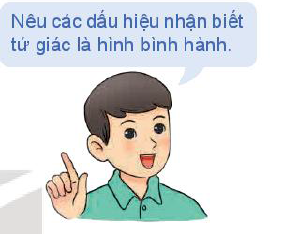 Nêu các dấu hiệu nhận biết
tứ giác là hình bình hành.